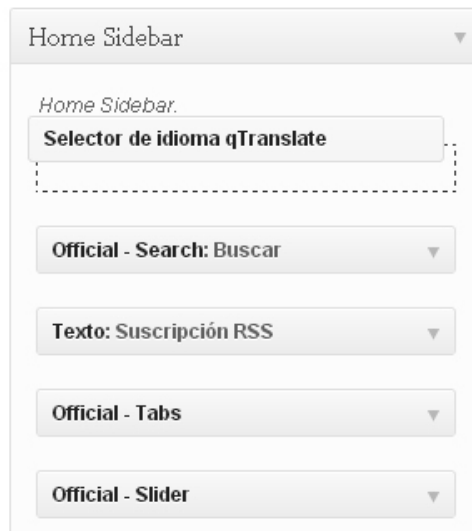 Home Sidebar
Home Sidebar.
Selector de idioma qTranslate
Official - Search: Buscar
Texto: Suscripción RSS
Official - Tabs
Official - Slider